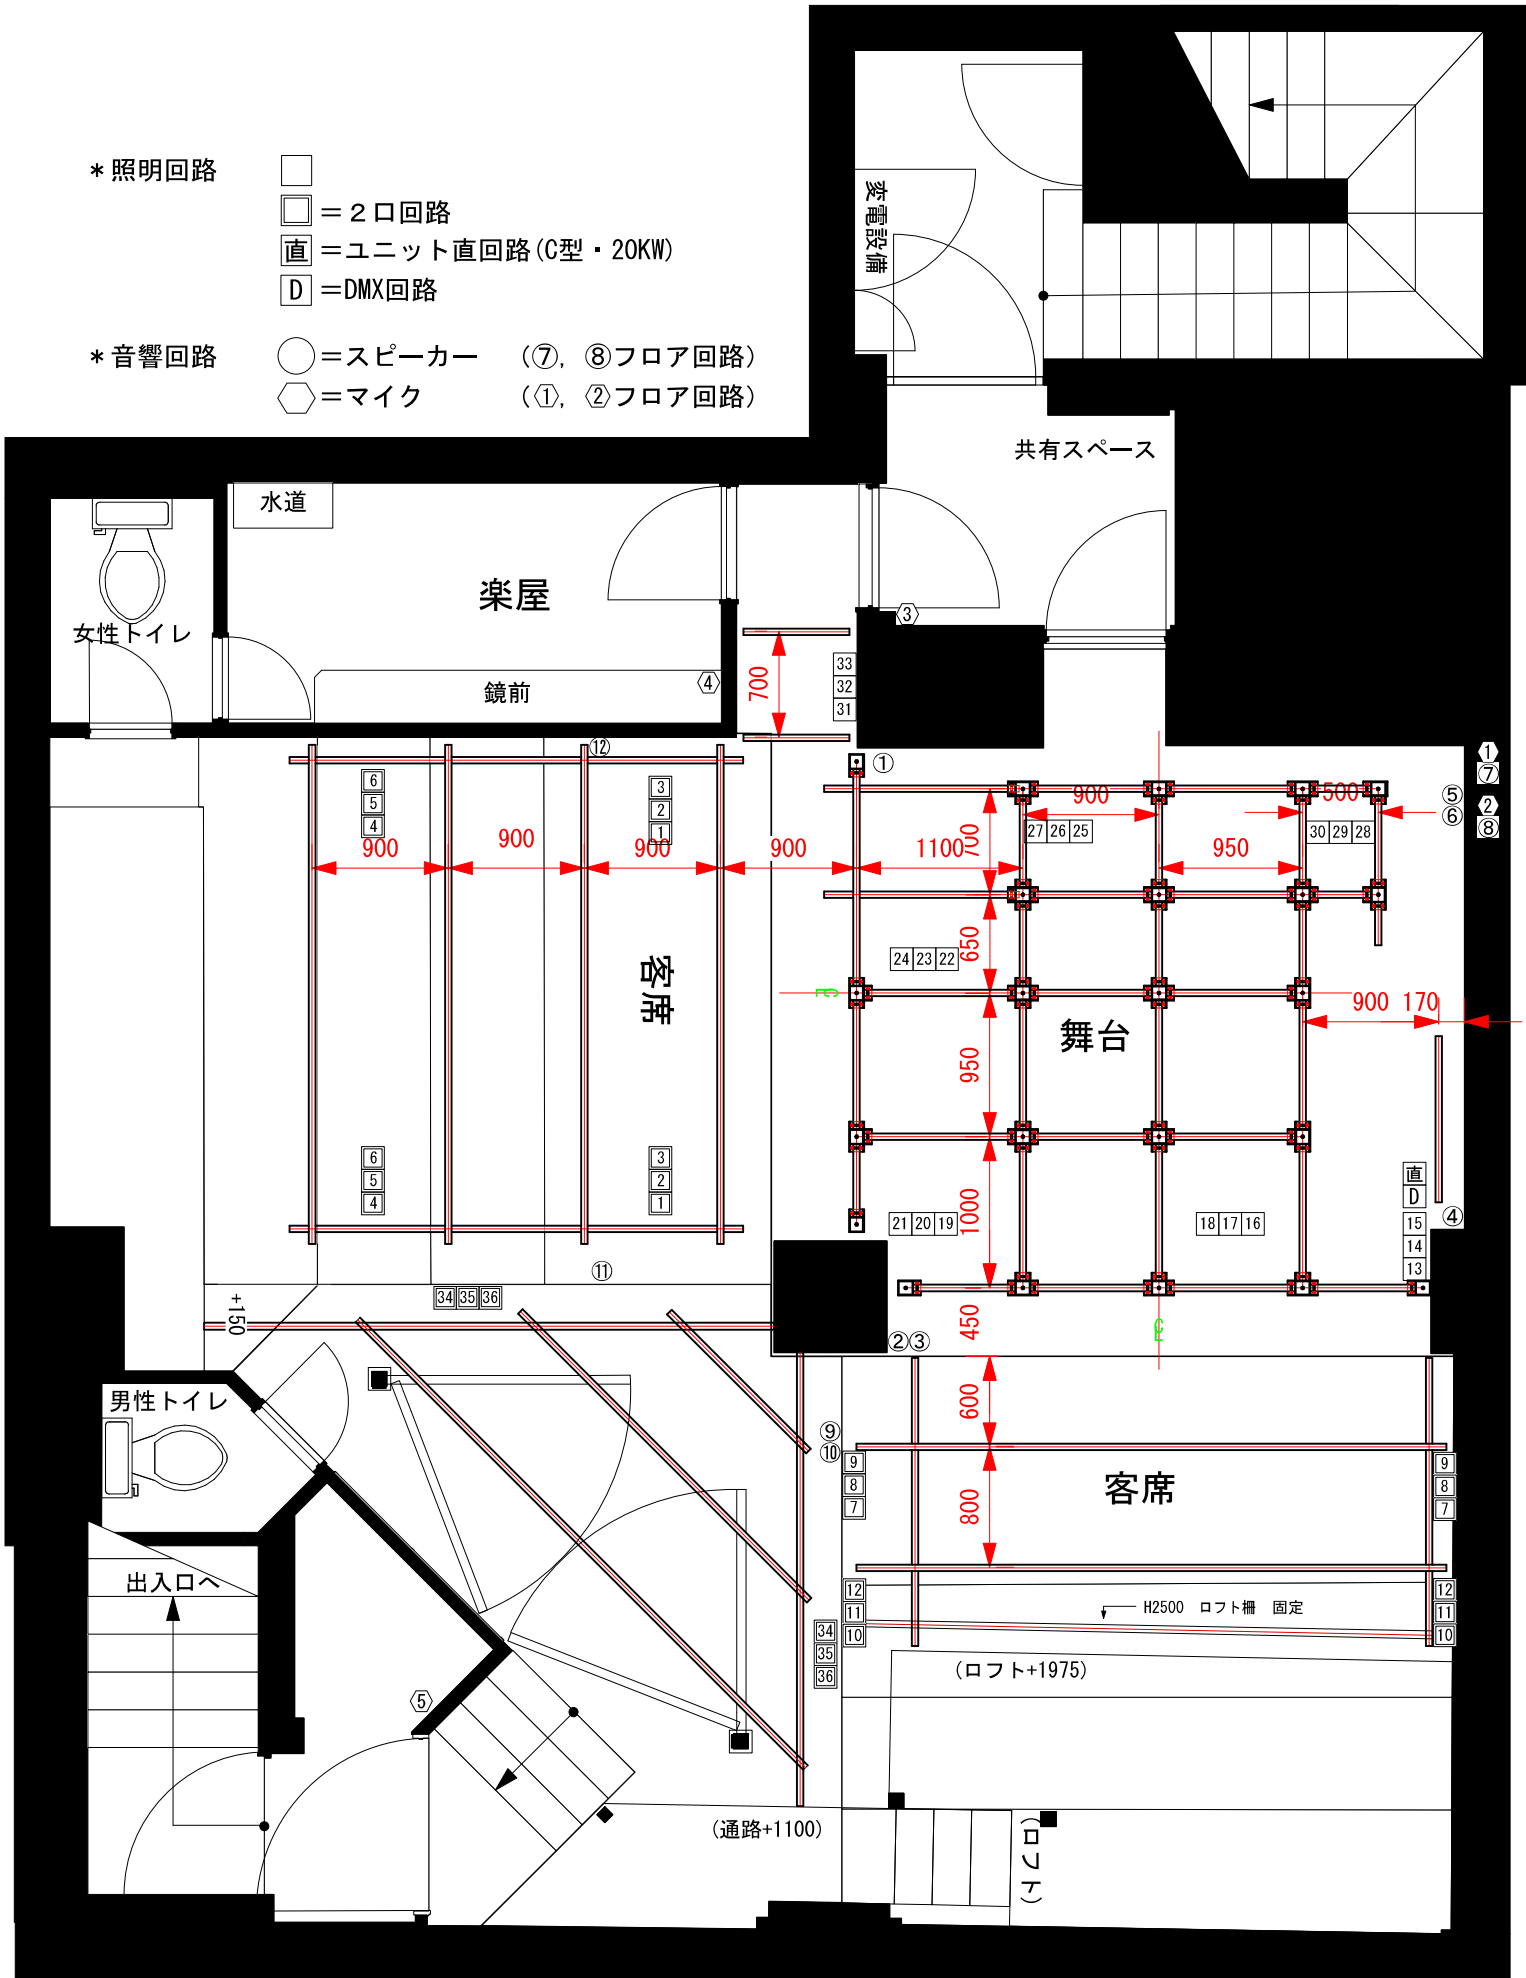 *照明回路
=2口回路
直=ユニット直回路(C型・20KW)
D=DMX回路
*音響回路
=スピーカー (⑦, ⑧フロア回路)
=マイク (1, 2フロア回路)
変電設備
共有スペース
水道
楽屋
女性トイレ
鏡前
3
4
33
32
31
700
⑫
①
6
5
4
3
2
1
900
900
900
900
1100
700
900
500
950
27 26 25
30 29 28
⑤
⑥
1
⑦
2
⑧
24 23 22
650
客席
舞台
900 170
950
6
5
4
3
2
1
21 20 19
1000
18 17 16
直
D
15
14
13
④
⑪
34 35 36
+150
450
②③
男性トイレ
600
⑨
⑩
9
8
7
客席
9
8
7
800
出入口へ
12
11
10
H2500 ロフト柵 固定
12
11
10
34
35
36
(ロフト+1975)
5
(通路+1100)
(ロフト)